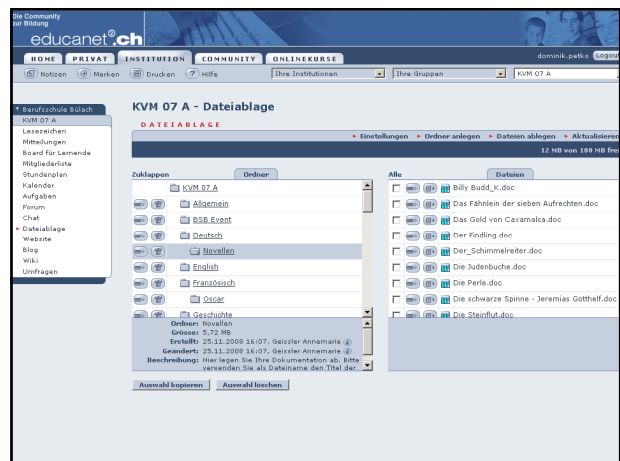 Die Community
zur Bildung
educanet².ch
HOME PRIVAT INSTITUTION COMMUNITY ONLINEKURSE
dominik.petko Logout
Notizen Merken Drucken Hilfe Ihre Institutionen Ihre Gruppen KVM 07 A
Berufsschule Bülach
KVM 07 A
Lesezeichen
Mitteilungen
Board für Lernende
Mitgliederliste
Stundenplan
Kalender
Aufgaben
Forum
Chat
Dateiablage
Website
Blog
Wiki
Umfragen
KVM 07 A - Dateiablage
DATEIABLAGE
Einstellungen Ordner anlegen Dateien ablegen Aktualisieren
12 MB von 100 MB frei
Zuklappen Ordner
KVM 07 A
Allgemein
BSB Event
Deutsch
Novellen
English
Französisch
Oscar
Geschichte
Ordner: Novellen
Grösse: 5,72 MB
Erstellt: 25.11.2008 16:07, Geissler Annemarie
Geändert: 25.11.2008 16:07, Geissler Annemarie
Beschreibung: Hier legen Sie Ihre Dokumentation ab. Bitte
verwenden Sie als Dateiname den Titel der
Alle Dateien
Billy Budd_K.doc
Das Fähnlein der sieben Aufrechten.doc
Das Gold von Caxamalca.doc
Der Findling.doc
Der_Schimmelreiter.doc
Die Judenbuche.doc
Die Perle.doc
Die schwarze Spinne - Jeremias Gotthelf.doc
Die Steinflut.doc
Auswahl kopieren Auswahl löschen